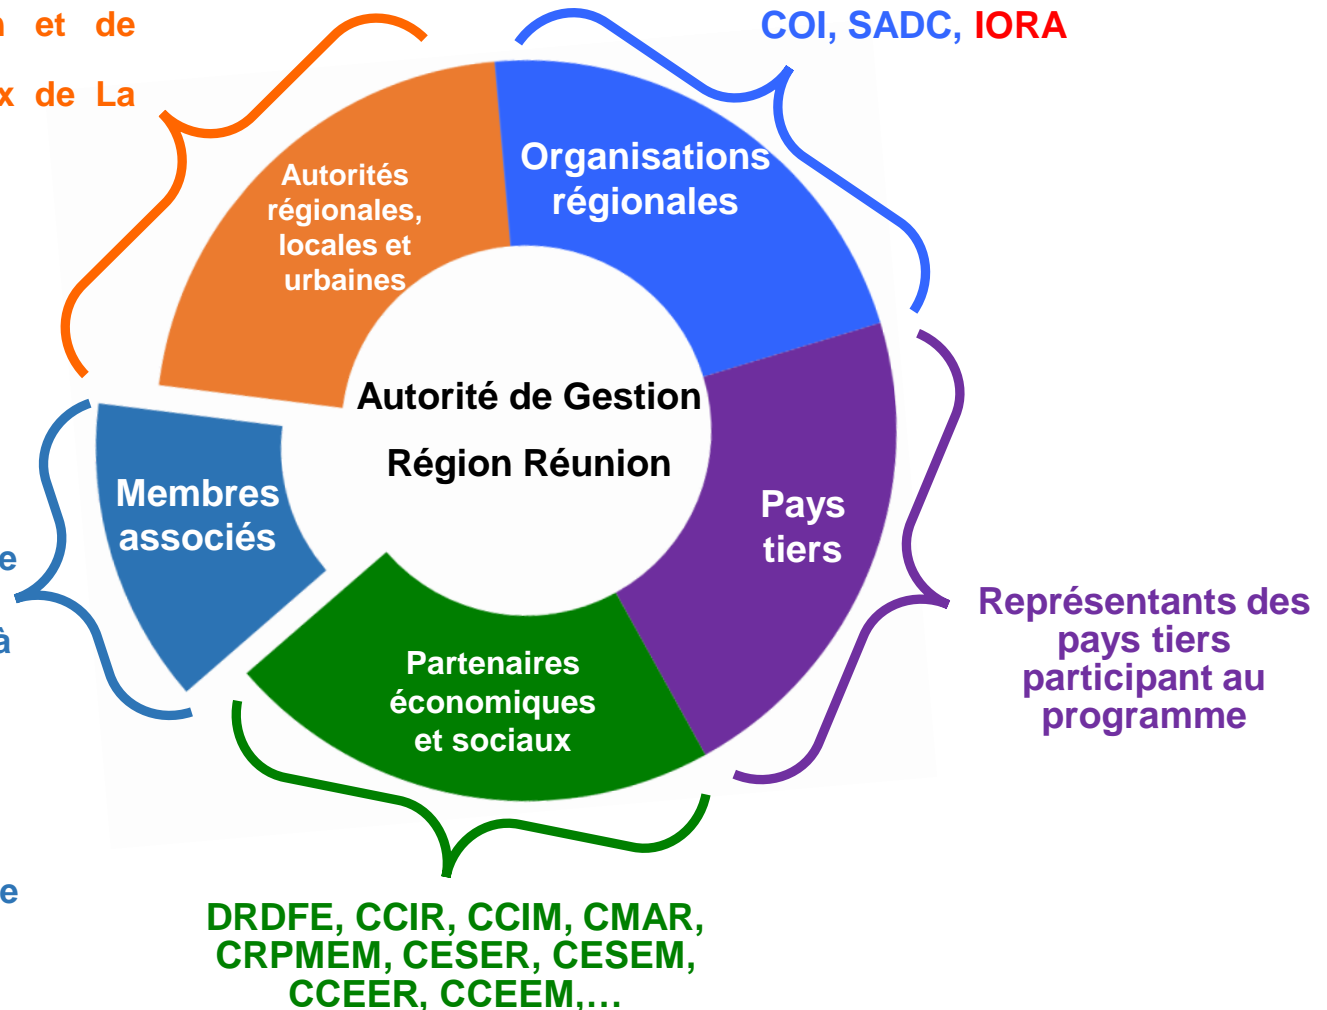 et de
COI, SADC, IORA
x de La
Organisations
régionales
Autorités
régionales,
locales et
urbaines
Autorité de Gestion
Région Réunion
Membres
associés
Pays
tiers
e
à
Représentants des
pays tiers
participant au
programme
Partenaires
économiques
et sociaux
e
DRDFE, CCIR, CCIM, CMAR,
CRPMEM, CESER, CESEM,
CCEER, CCEEM,…